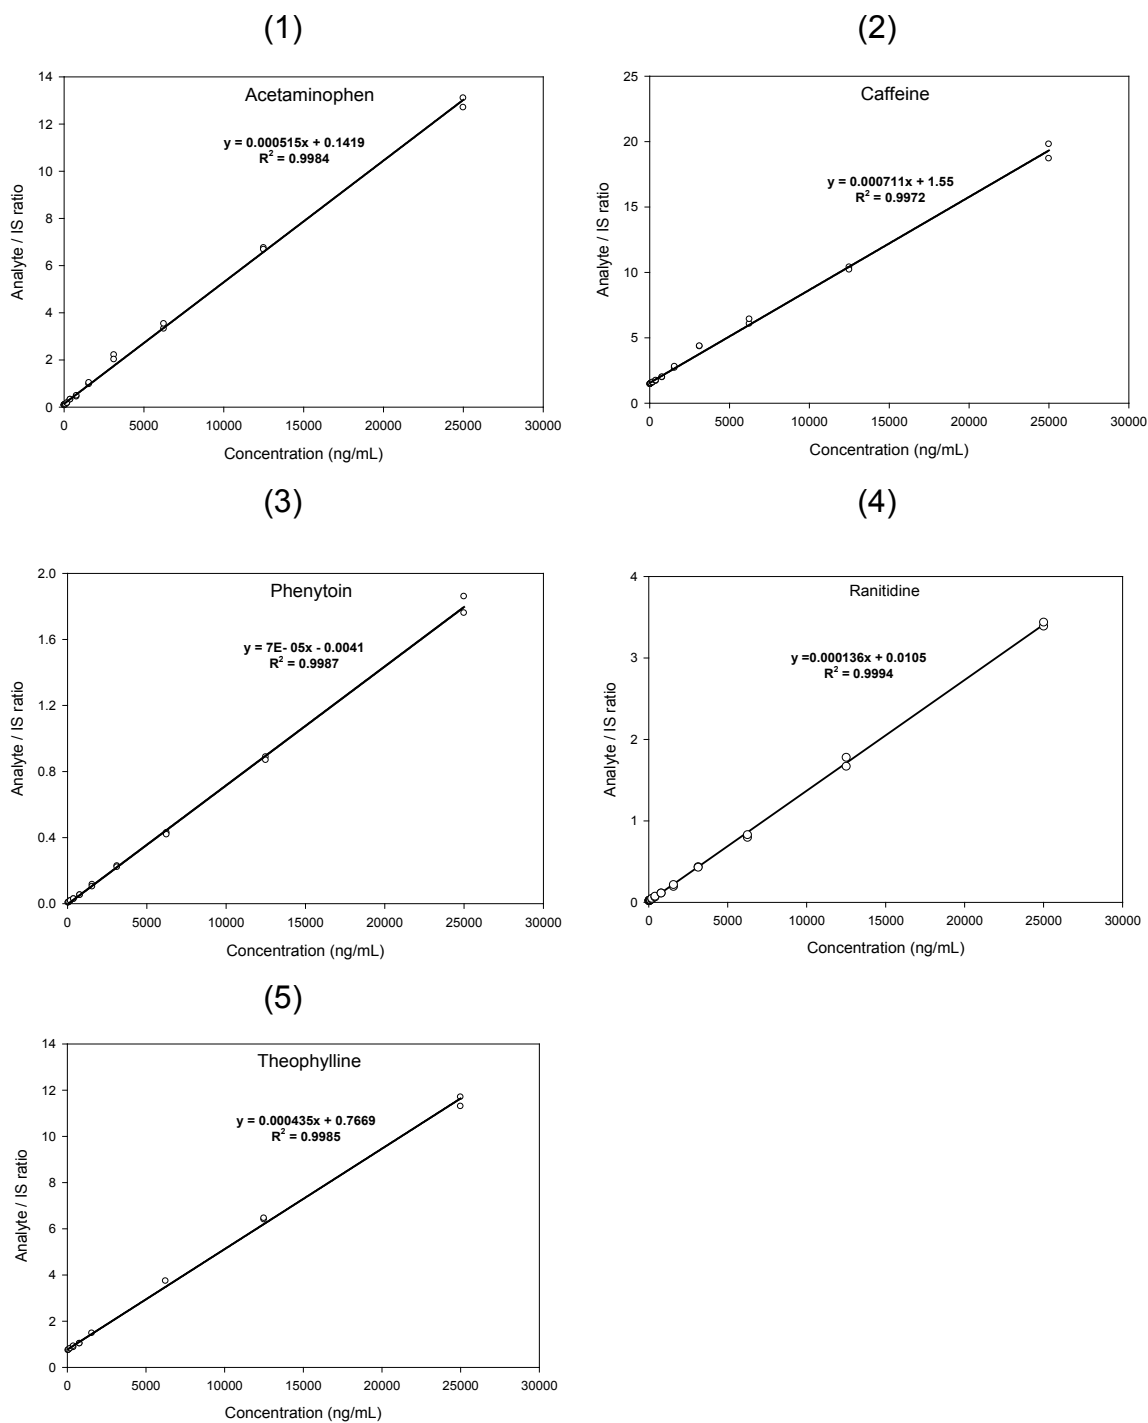 (1)
Acetaminophen
y = 0.000515x + 0.1419
R² = 0.9984
Analyte / IS ratio
14
12
10
8
6
4
2
0
0 5000 10000 15000 20000 25000 30000
Concentration (ng/mL)
(2)
Caffeine
y = 0.000711x + 1.55
R² = 0.9972
Analyte / IS ratio
25
20
15
10
5
0
0 5000 10000 15000 20000 25000 30000
Concentration (ng/mL)
(3)
Phenytoin
y = 7E- 05x - 0.0041
R² = 0.9987
Analyte / IS ratio
2.0
1.6
1.2
0.8
0.4
0.0
0 5000 10000 15000 20000 25000 30000
Concentration (ng/mL)
(4)
Ranitidine
y =0.000136x + 0.0105
R² = 0.9994
Analyte / IS ratio
4
3
2
1
0
0 5000 10000 15000 20000 25000 30000
Concentration (ng/mL)
(5)
Theophylline
y = 0.000435x + 0.7669
R² = 0.9985
Analyte / IS ratio
14
12
10
8
6
4
2
0
0 5000 10000 15000 20000 25000 30000
Concentration (ng/mL)